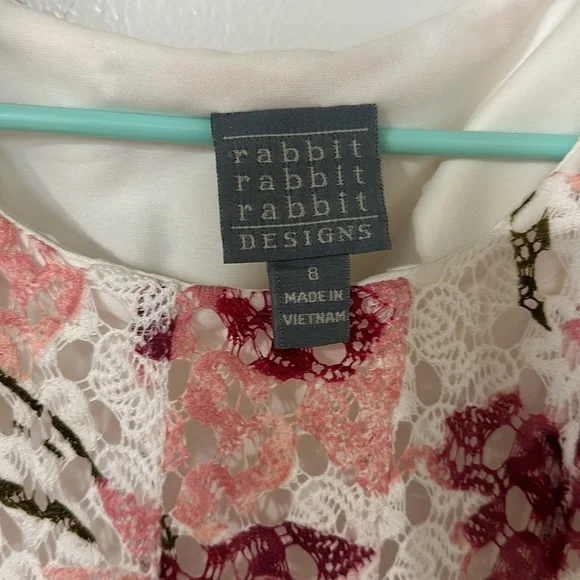 rabbit
rabbit
rabbit
DESIGNS
8
MADE IN
VIETNAM